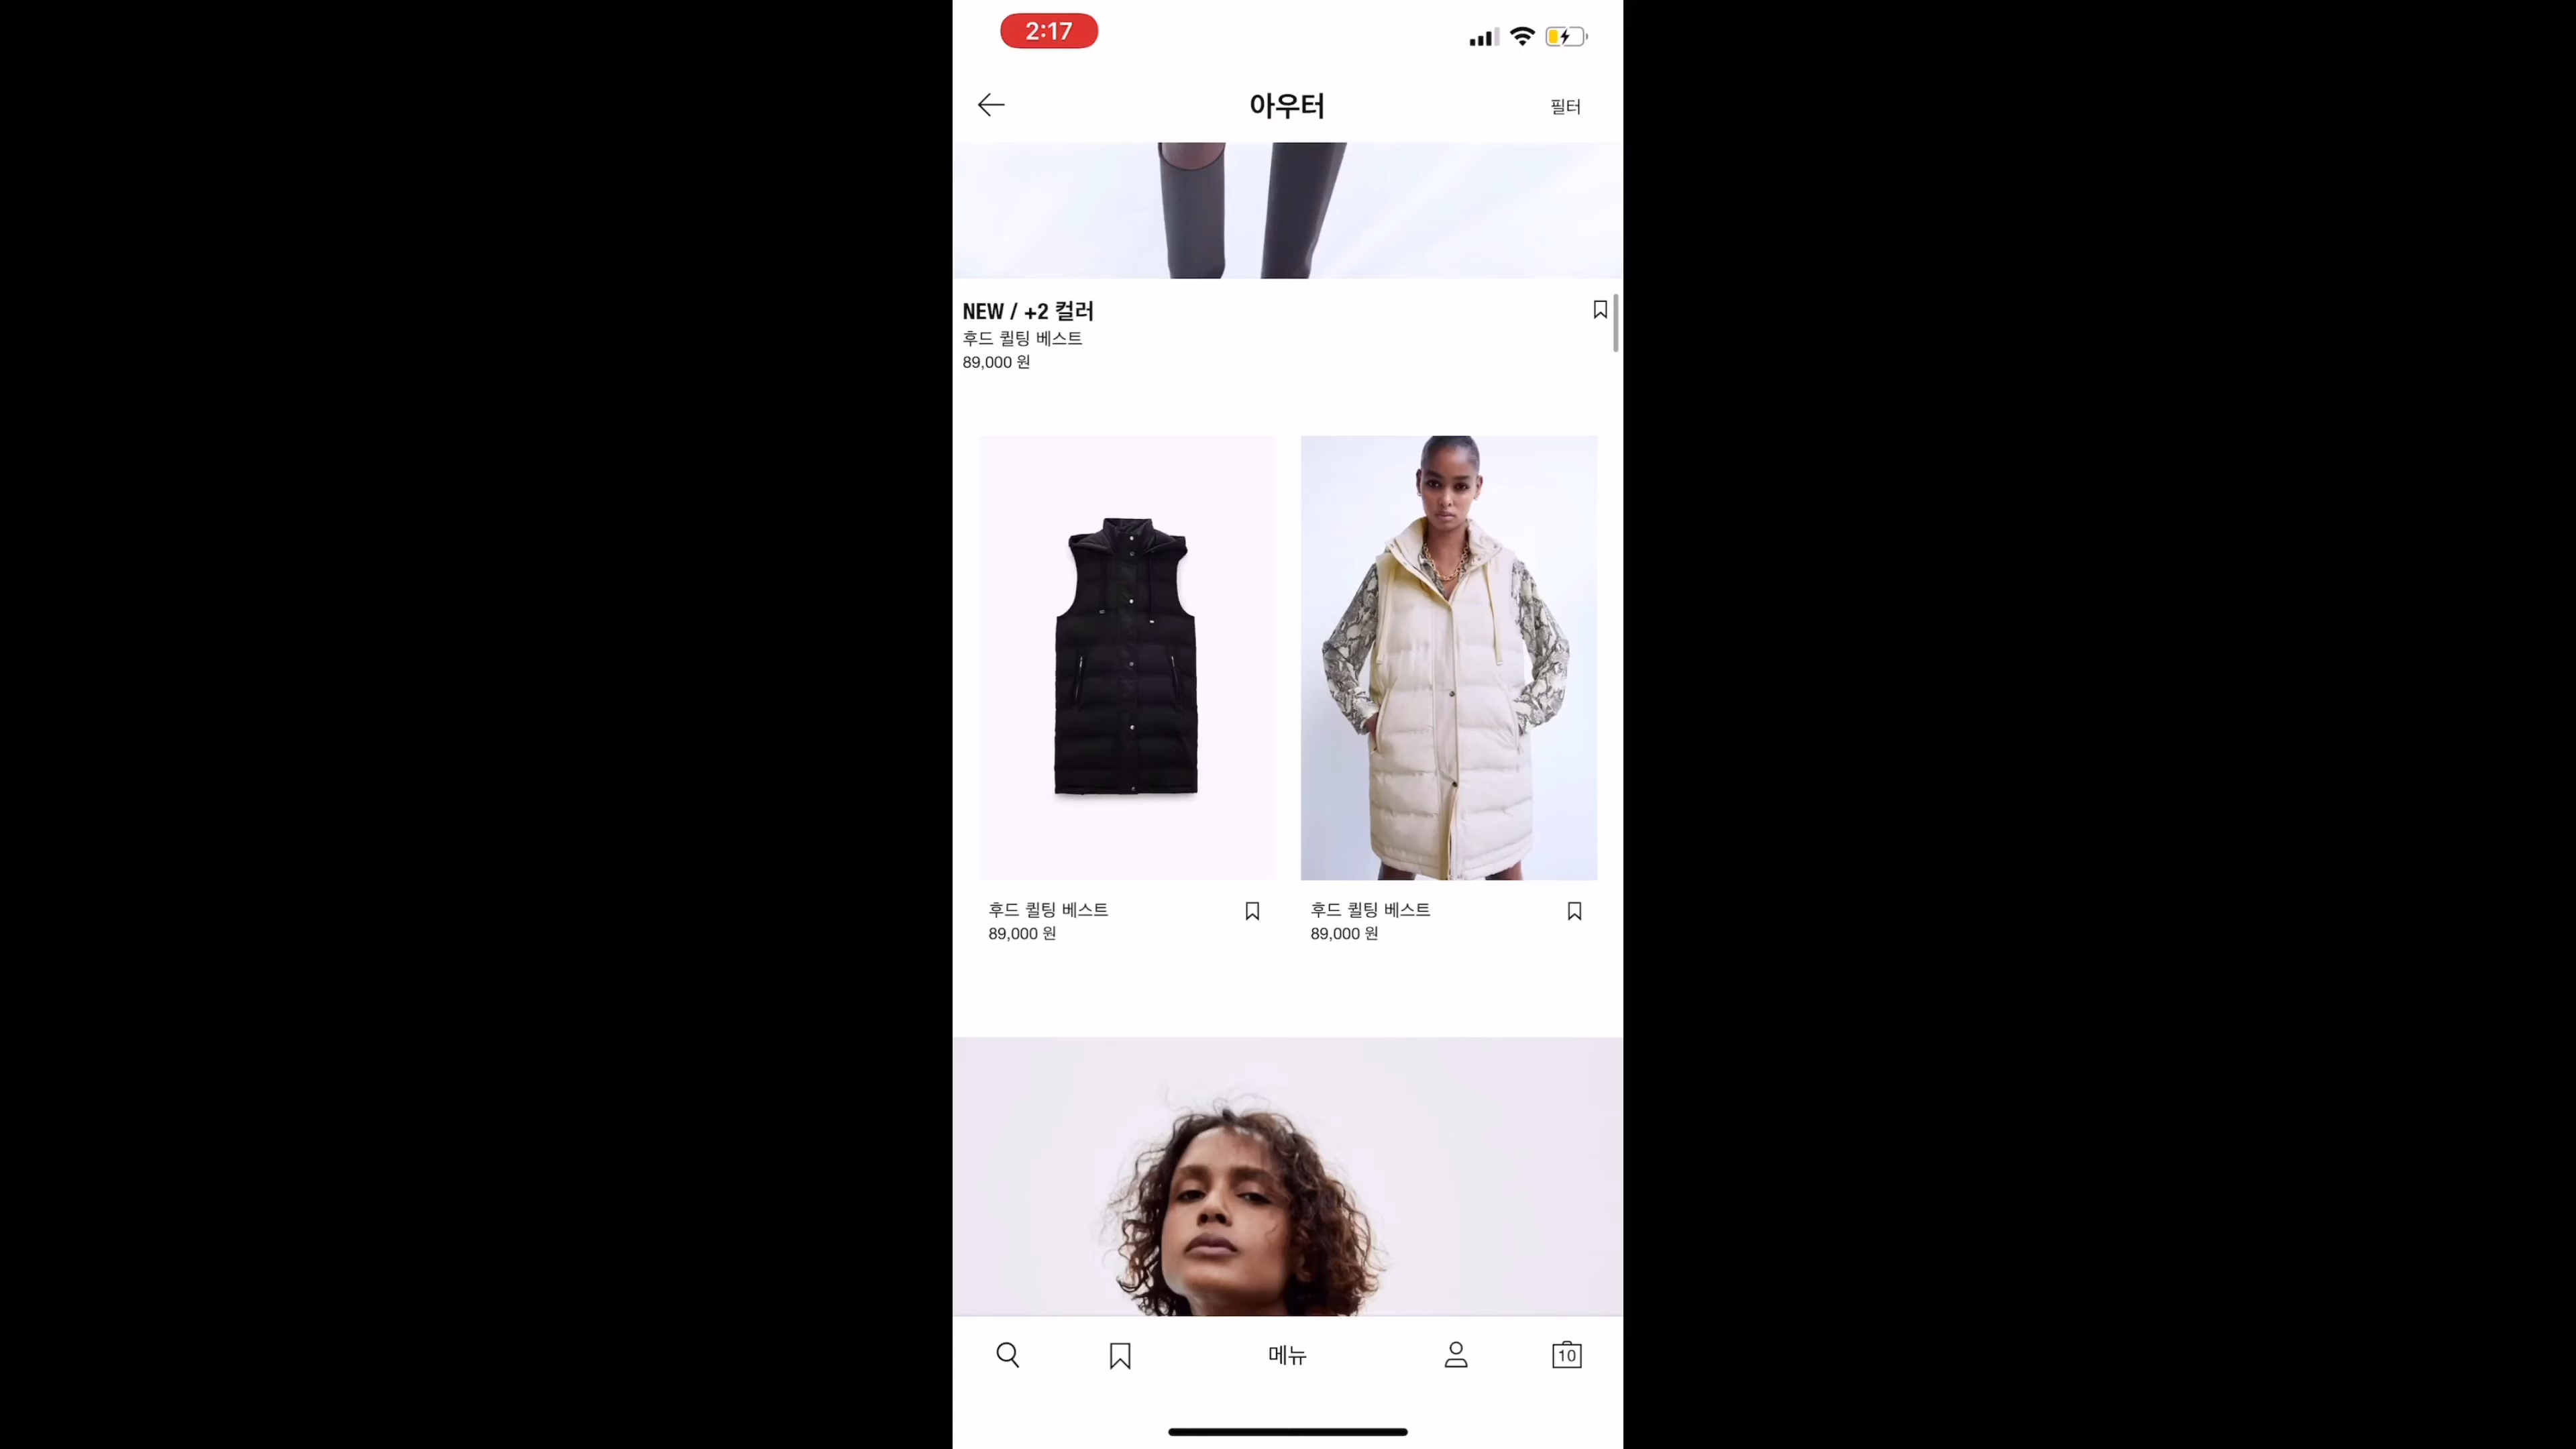 2:17
아우터
필터
NEW / +2 컬러
후드 퀼팅 베스트
89,000 원
후드 퀼팅 베스트
89,000 원
후드 퀼팅 베스트
89,000 원
메뉴
10